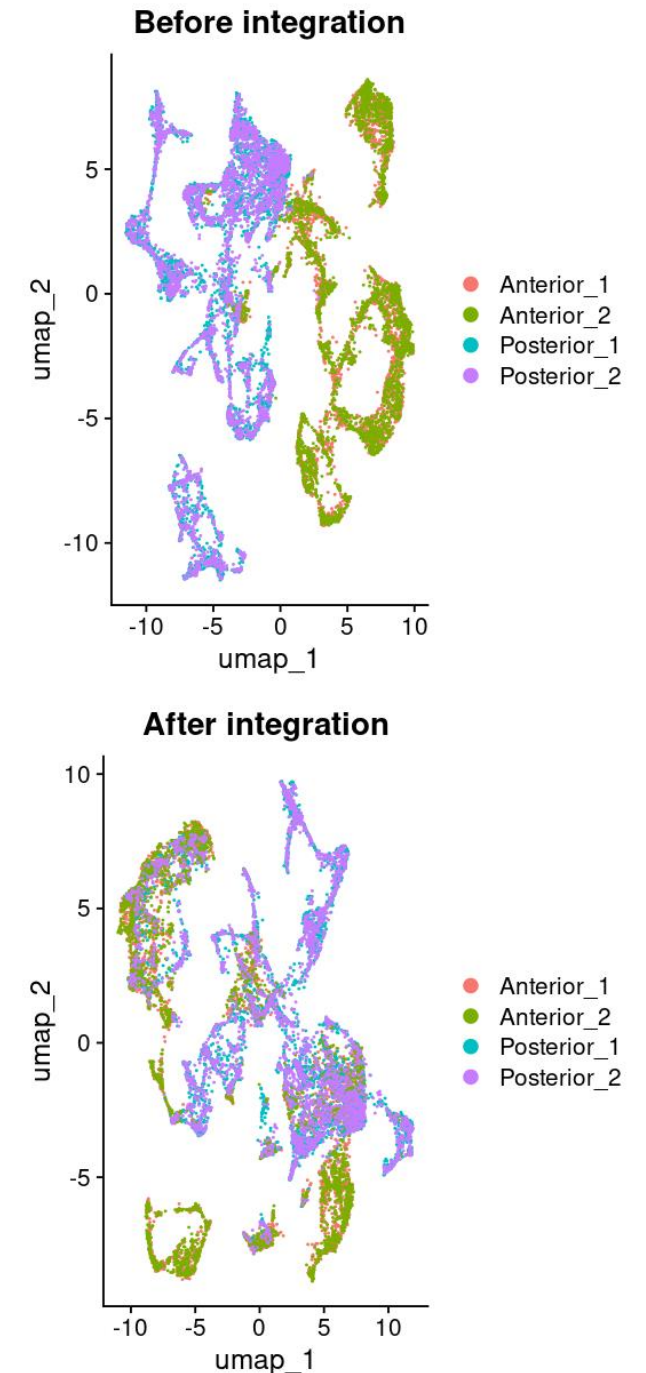 Before integration
5
0
-5
-10
umap_2
-10 -5 0 5 10
umap_1
Anterior_1
Anterior_2
Posterior_1
Posterior_2
After integration
10
5
0
-5
umap_2
-10 -5 0 5 10
umap_1
Anterior_1
Anterior_2
Posterior_1
Posterior_2